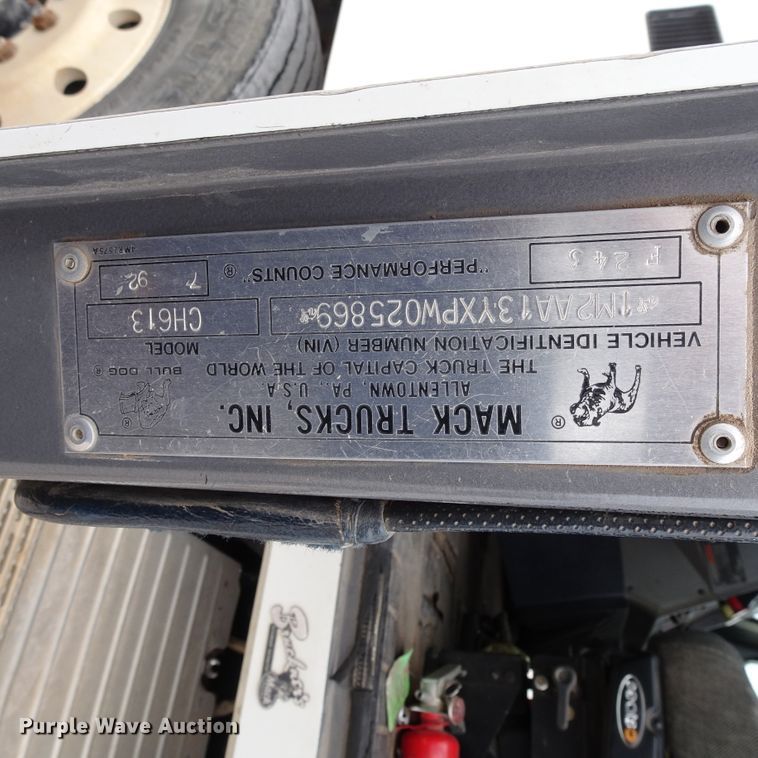 MACK TRUCKS, INC.
®
®
ALLENTOWN, PA., U.S.A.
THE TRUCK CAPITAL OF THE WORLD
BULL DOG ®
VEHICLE IDENTIFICATION NUMBER (VIN)
MODEL
1M2AA13YXPW025869
CH613
F245
"PERFORMANCE COUNTS" ®
7 92
Purple Wave Auction